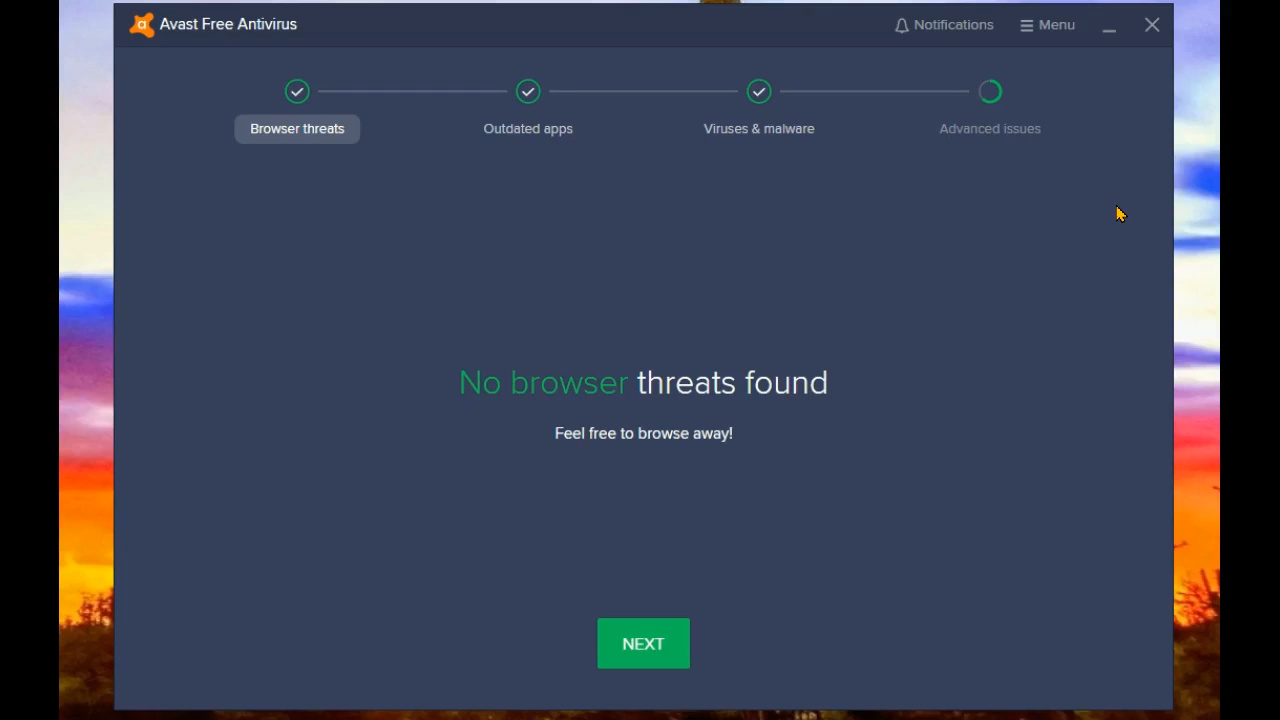 Avast Free Antivirus
Notifications
Menu
Browser threats
Outdated apps
Viruses & malware
Advanced issues
No browser threats found
Feel free to browse away!
NEXT